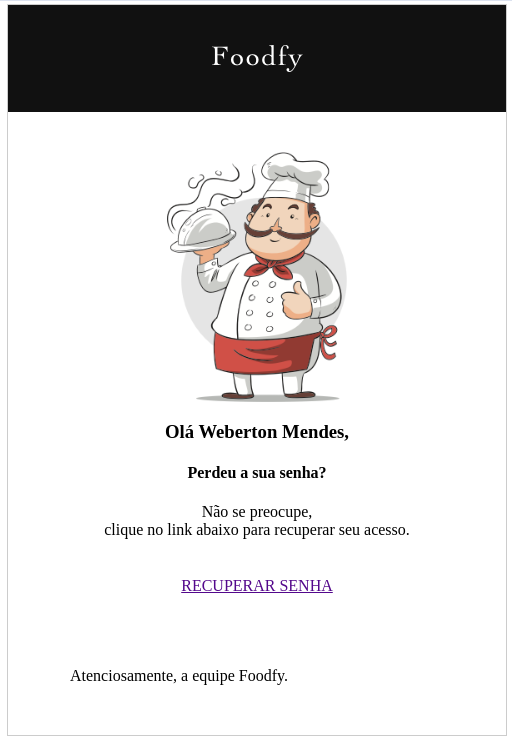 Foodfy
Olá Weberton Mendes,
Perdeu a sua senha?
Não se preocupe,
clique no link abaixo para recuperar seu acesso.
RECUPERAR SENHA
Atenciosamente, a equipe Foodfy.